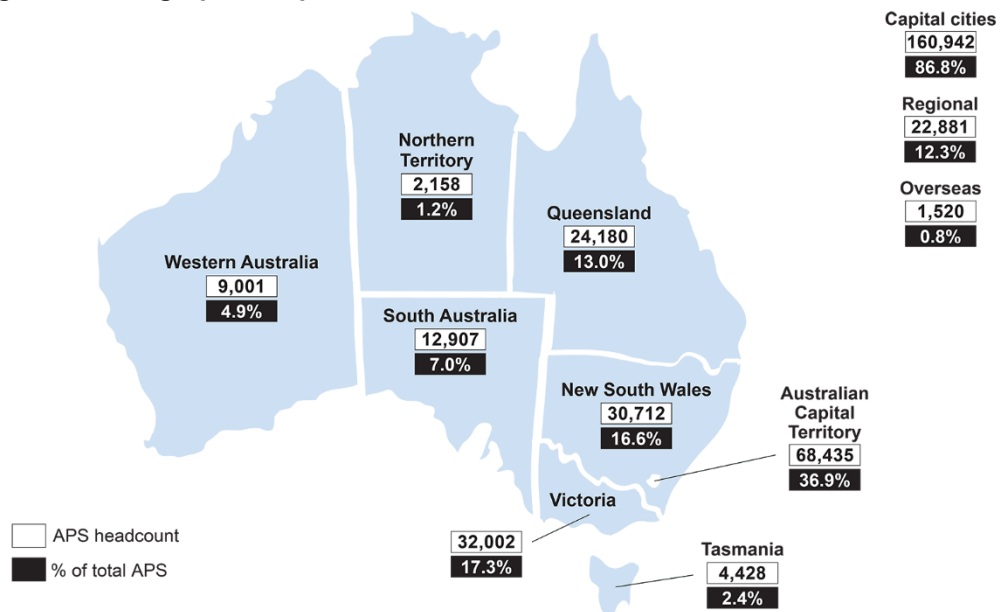 Capital cities
160,942
86.8%
Regional
22,881
12.3%
Overseas
1,520
0.8%
Northern
Territory
2,158
1.2%
Queensland
24,180
13.0%
Western Australia
9,001
4.9%
South Australia
12,907
7.0%
New South Wales
30,712
16.6%
Australian
Capital
Territory
68,435
36.9%
Victoria
32,002
17.3%
Tasmania
4,428
2.4%
APS headcount
% of total APS